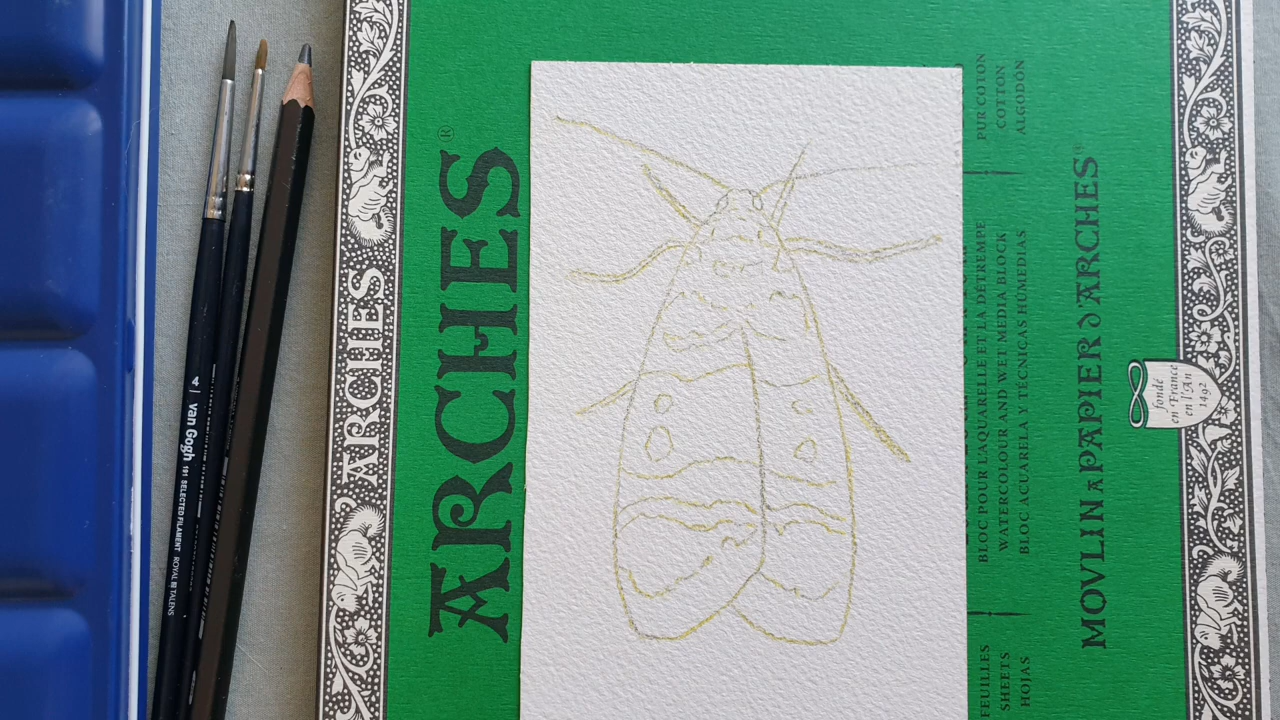 4 | van Gogh 191 SELECTED FILAMENT ROYAL TALENS
ARCHES
ARCHES®
PUR COTON
COTTON
ALGODÓN
BLOC POUR L'AQUARELLE ET LA DÉTREMPE
WATERCOLOUR AND WET MEDIA BLOCK
BLOC ACUARELA Y TÉCNICAS HÚMEDAS
FEUILLES
SHEETS
HOJAS
MOVLIN À PAPIER D'ARCHES®
fondé
en France
en l'An
1492